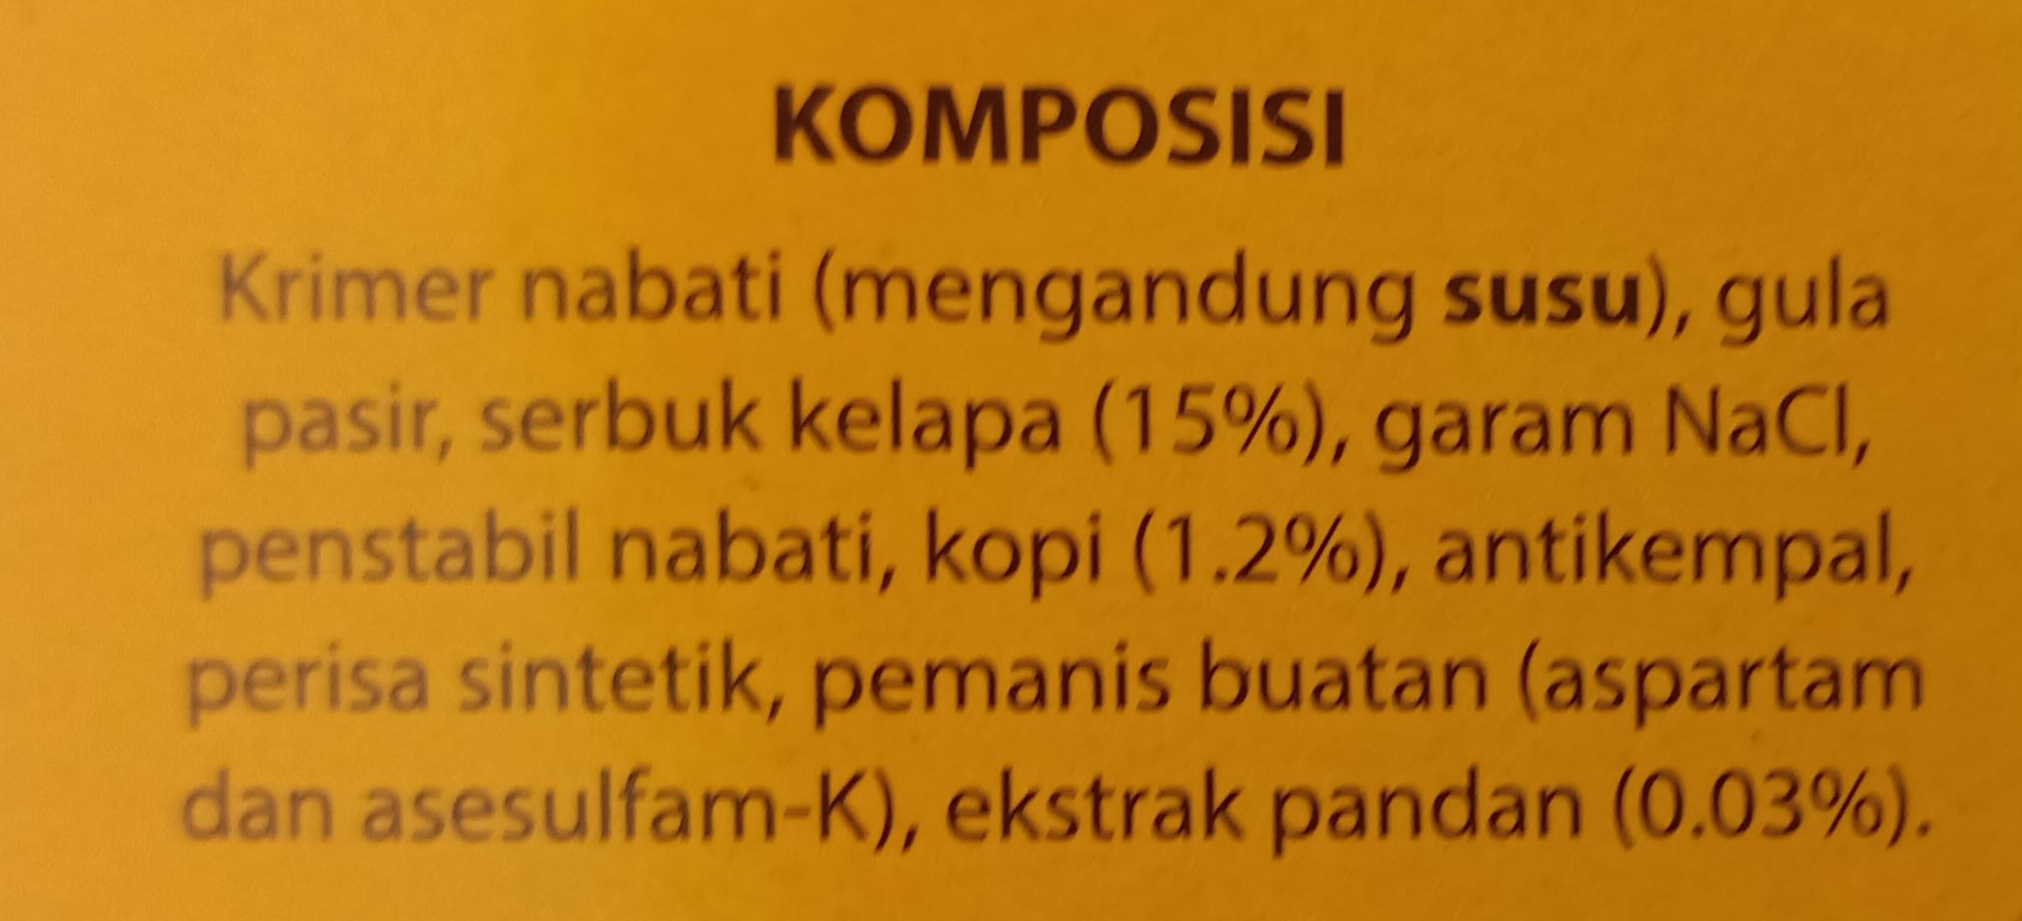 KOMPOSISI
Krimer nabati (mengandung susu), gula
pasir, serbuk kelapa (15%), garam NaCl,
penstabil nabati, kopi (1.2%), antikempal,
perisa sintetik, pemanis buatan (aspartam
dan asesulfam-K), ekstrak pandan (0.03%).